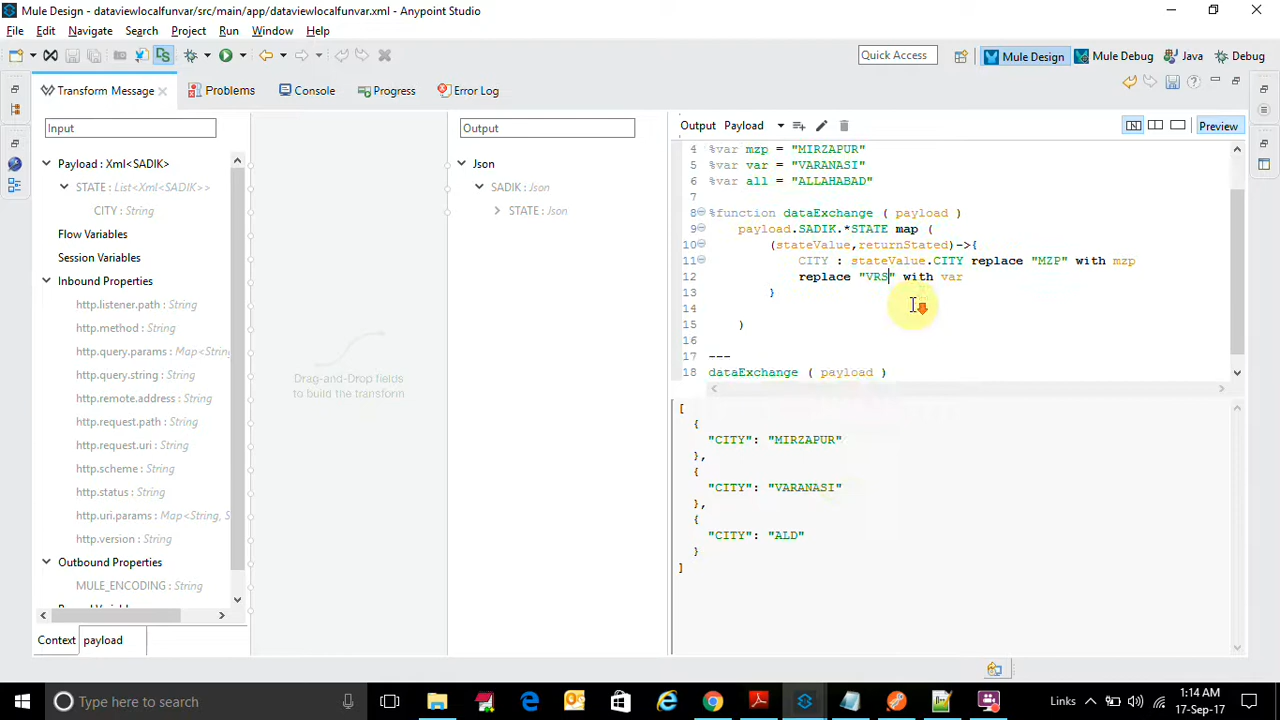 Mule Design - dataviewlocalfunvar/src/main/app/dataviewlocalfunvar.xml - Anypoint Studio
File Edit Navigate Search Project Run Window Help
Quick Access
Mule Design
Mule Debug
Java
Debug
Transform Message
Problems
Console
Progress
Error Log
Input
Payload : Xml<SADIK>
STATE : List<Xml<SADIK>>
CITY : String
Flow Variables
Session Variables
Inbound Properties
http.listener.path : String
http.method : String
http.query.params : Map<String,
http.query.string : String
http.remote.address : String
http.request.path : String
http.request.uri : String
http.scheme : String
http.status : String
http.uri.params : Map<String, S
http.version : String
Outbound Properties
MULE_ENCODING : String
Context
payload
Drag-and-Drop fields
to build the transform
Output
Json
SADIK : Json
STATE : Json
Output Payload
Preview
4 %var mzp = "MIRZAPUR"
5 %var var = "VARANASI"
6 %var all = "ALLAHABAD"
7
8 %function dataExchange ( payload )
9 payload.SADIK.*STATE map (
10 (stateValue,returnStated)->{
11 CITY : stateValue.CITY replace "MZP" with mzp
12 replace "VRS" with var
13 }
14
15 )
16
17 ---
18 dataExchange ( payload )
[
{
"CITY": "MIRZAPUR"
},
{
"CITY": "VARANASI"
},
{
"CITY": "ALD"
}
]
Type here to search
Links
1:14 AM
17-Sep-17